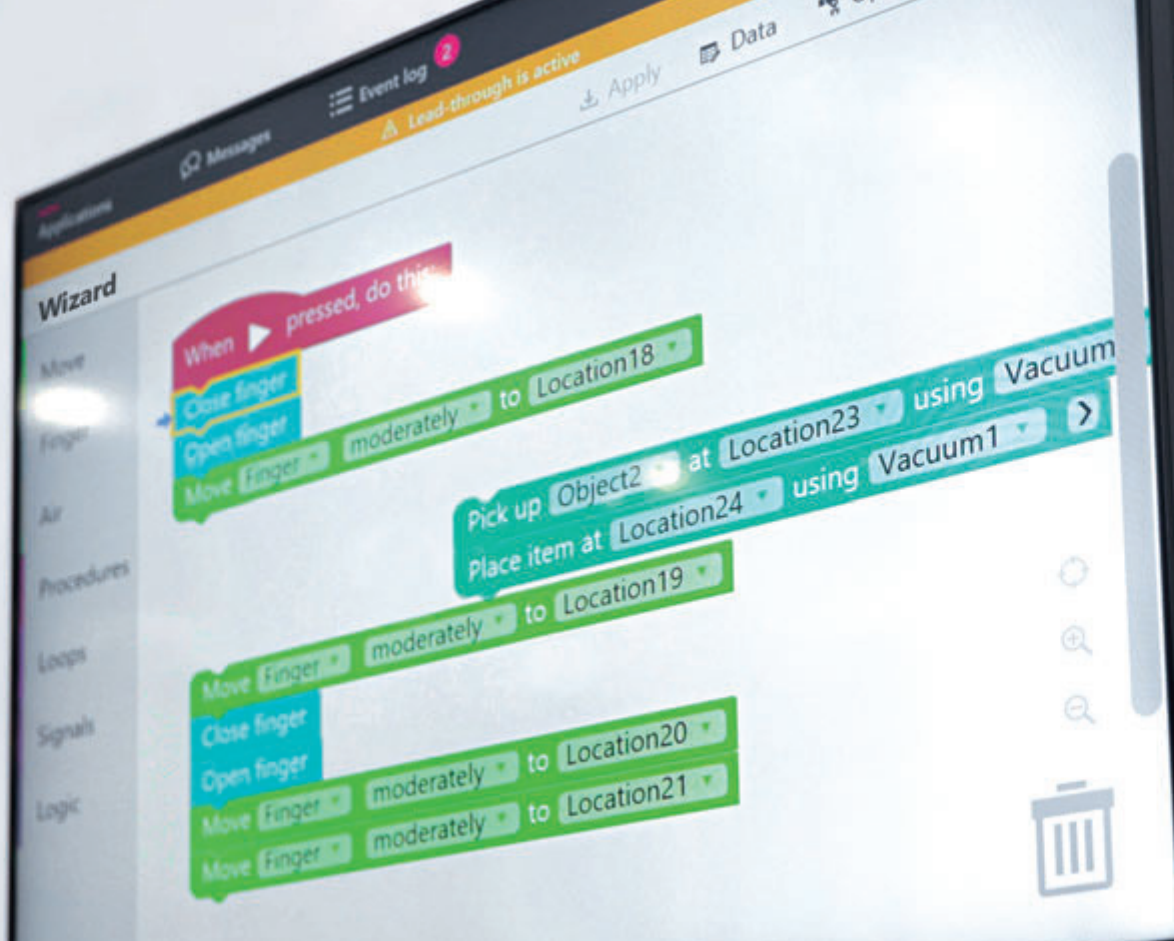 Applications
Messages
Event log 2
Lead-through is active
Apply
Data
Wizard
Move
Finger
Air
Procedures
Loops
Signals
Logic
When pressed, do this:
Close finger
Open finger
Move Finger moderately to Location18
Pick up Object2 at Location23 using Vacuum
Place item at Location24 using Vacuum1
Move Finger moderately to Location19
Close finger
Open finger
Move Finger moderately to Location20
Move Finger moderately to Location21